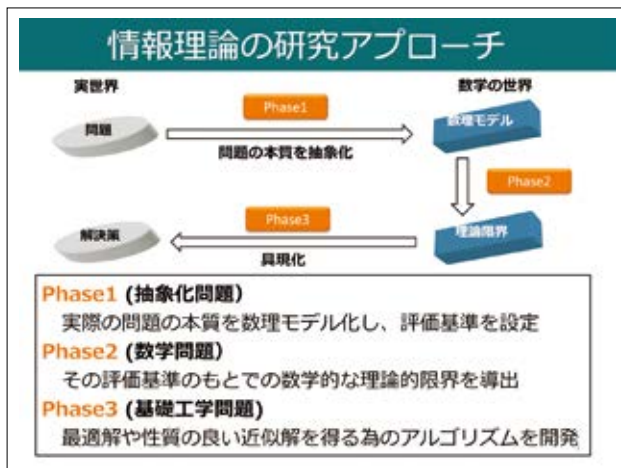 情報理論の研究アプローチ
実世界
数学の世界
Phase1
問題
数理モデル
問題の本質を抽象化
Phase2
Phase3
解決策
理論限界
具現化
Phase1 (抽象化問題)
実際の問題の本質を数理モデル化し、評価基準を設定
Phase2 (数学問題)
その評価基準のもとでの数学的な理論的限界を導出
Phase3 (基礎工学問題)
最適解や性質の良い近似解を得る為のアルゴリズムを開発